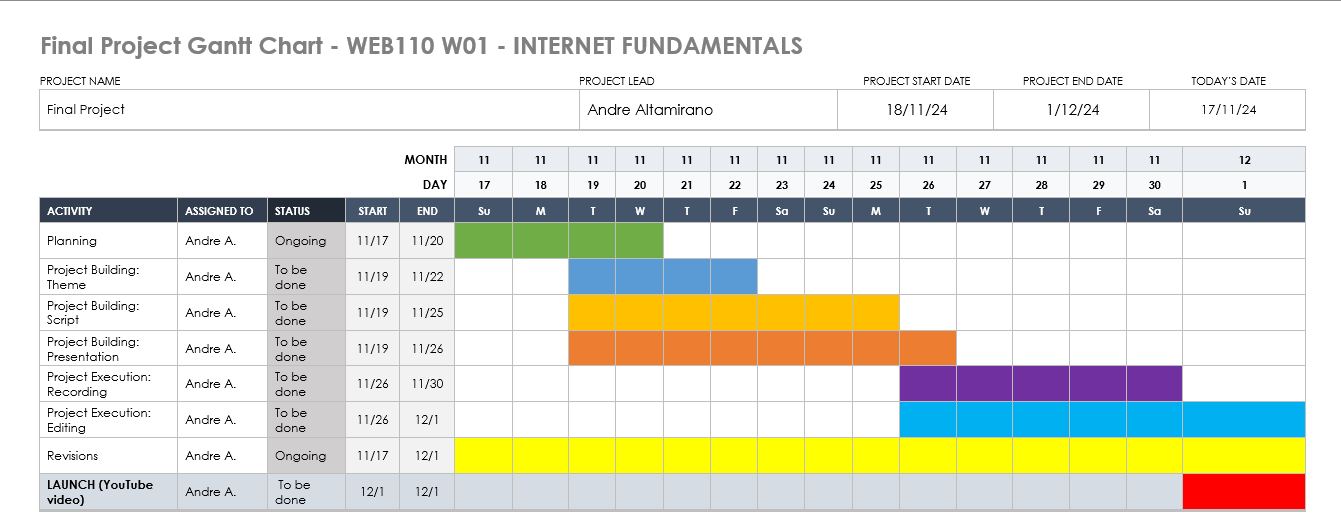 Final Project Gantt Chart - WEB110 W01 - INTERNET FUNDAMENTALS
PROJECT NAME PROJECT LEAD PROJECT START DATE PROJECT END DATE TODAY'S DATE
Final Project Andre Altamirano 18/11/24 1/12/24 17/11/24
MONTH 11 11 11 11 11 11 11 11 11 11 11 11 11 11 12
DAY 17 18 19 20 21 22 23 24 25 26 27 28 29 30 1
ACTIVITY ASSIGNED TO STATUS START END Su M T W T F Sa Su M T W T F Sa Su
Planning Andre A. Ongoing 11/17 11/20
Project Building:
Theme Andre A. To be
done 11/19 11/22
Project Building:
Script Andre A. To be
done 11/19 11/25
Project Building:
Presentation Andre A. To be
done 11/19 11/26
Project Execution:
Recording Andre A. To be
done 11/26 11/30
Project Execution:
Editing Andre A. To be
done 11/26 12/1
Revisions Andre A. Ongoing 11/17 12/1
LAUNCH (YouTube
video) Andre A. To be
done 12/1 12/1